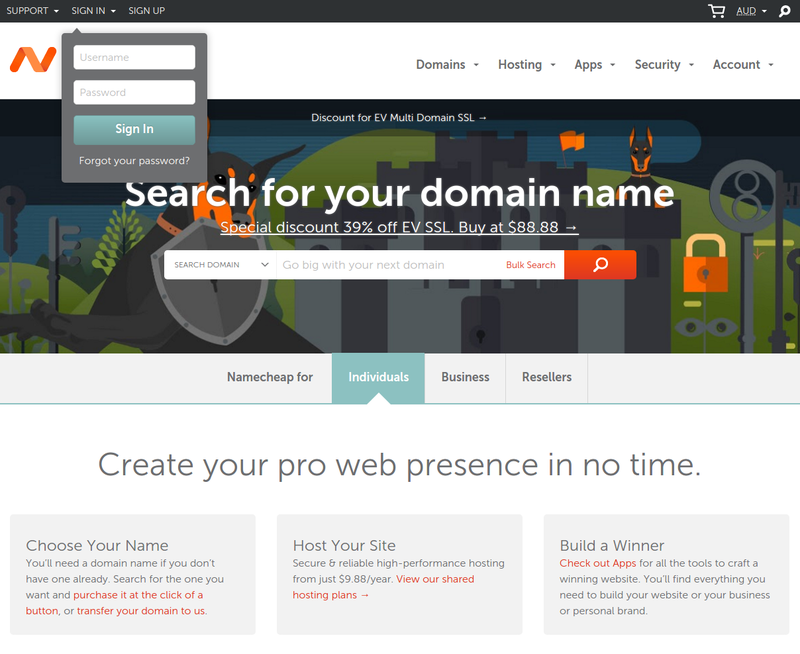 SUPPORT
SIGN IN
SIGN UP
AUD
Username
Password
Sign In
Forgot your password?
Domains
Hosting
Apps
Security
Account
Discount for EV Multi Domain SSL →
Search for your domain name
Special discount 39% off EV SSL. Buy at $88.88 →
SEARCH DOMAIN
Go big with your next domain
Bulk Search
Namecheap for
Individuals
Business
Resellers
Create your pro web presence in no time.
Choose Your Name
You'll need a domain name if you don't
have one already. Search for the one you
want and purchase it at the click of a
button, or transfer your domain to us.
Host Your Site
Secure & reliable high-performance hosting
from just $9.88/year. View our shared
hosting plans →
Build a Winner
Check out Apps for all the tools to craft a
winning website. You'll find everything you
need to build your website or your business
or personal brand.